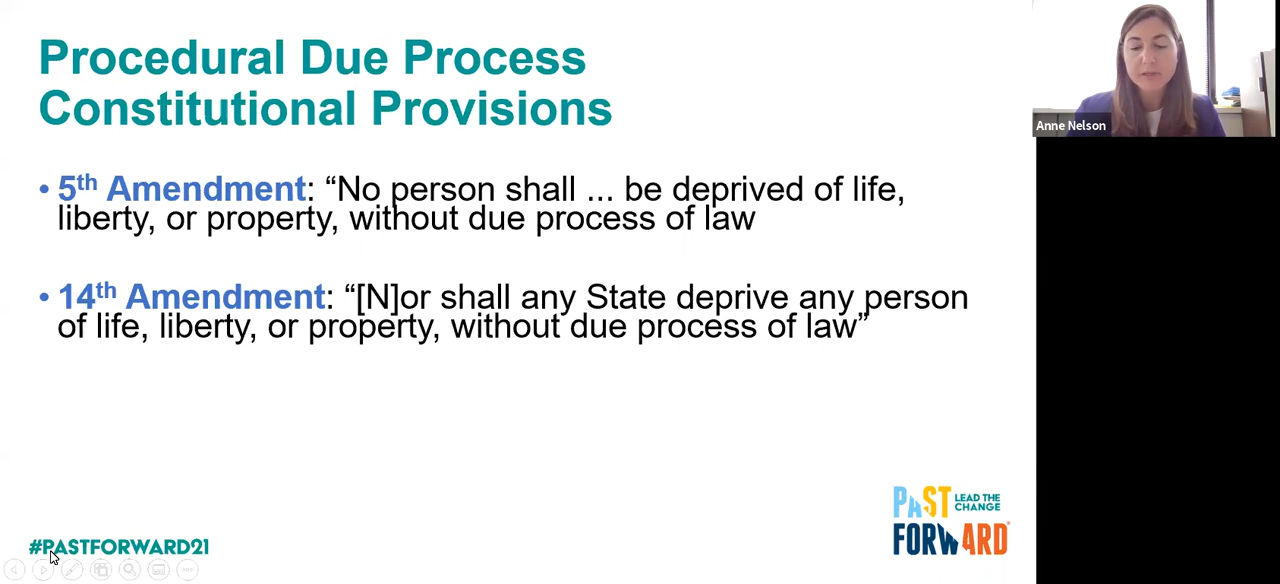 Procedural Due Process
Constitutional Provisions
• 5th Amendment: “No person shall ... be deprived of life,
liberty, or property, without due process of law
• 14th Amendment: “[N]or shall any State deprive any person
of life, liberty, or property, without due process of law”
Anne Nelson
PAST LEAD THE
CHANGE
FORWARD®
#PASTFORWARD21